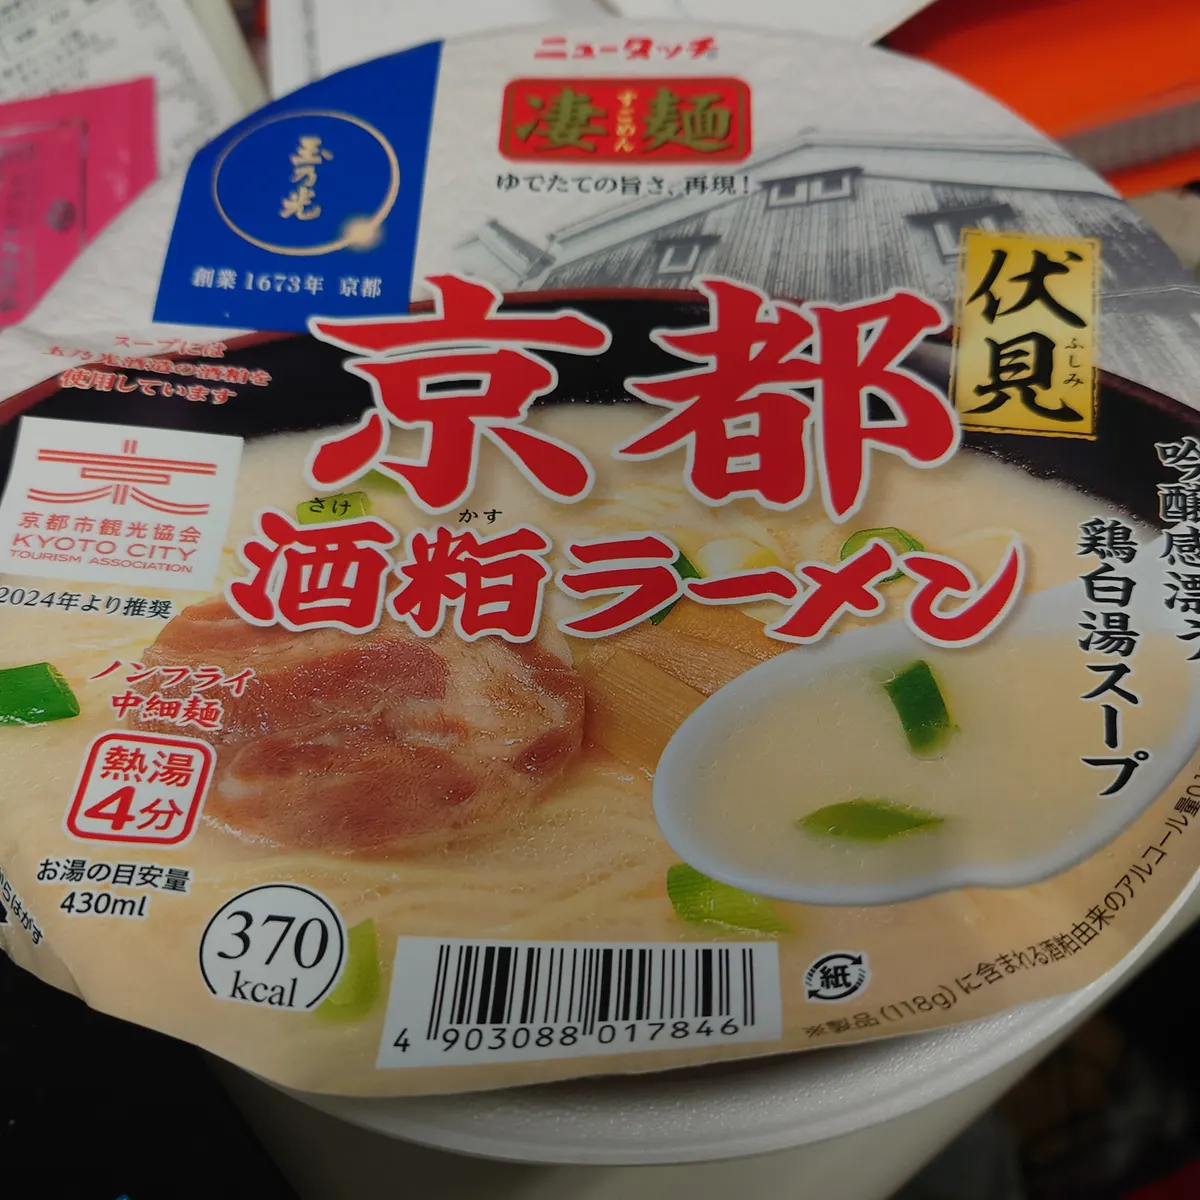 ニュータッチ
凄麺
すごめん
ゆでたての旨さ、再現！
玉乃光
創業1673年 京都
スープには
玉乃光酒造の酒粕を
使用しています
京都
伏見
ふしみ
さけ かす
酒粕ラーメン
吟醸感漂う
鶏白湯スープ
京都市観光協会
KYOTO CITY
TOURISM ASSOCIATION
2024年より推奨
ノンフライ
中細麺
熱湯
4分
お湯の目安量
430ml
370
kcal
4 903088 017846
紙
※製品(118g)に含まれる酒粕由来のアルコール量0.1